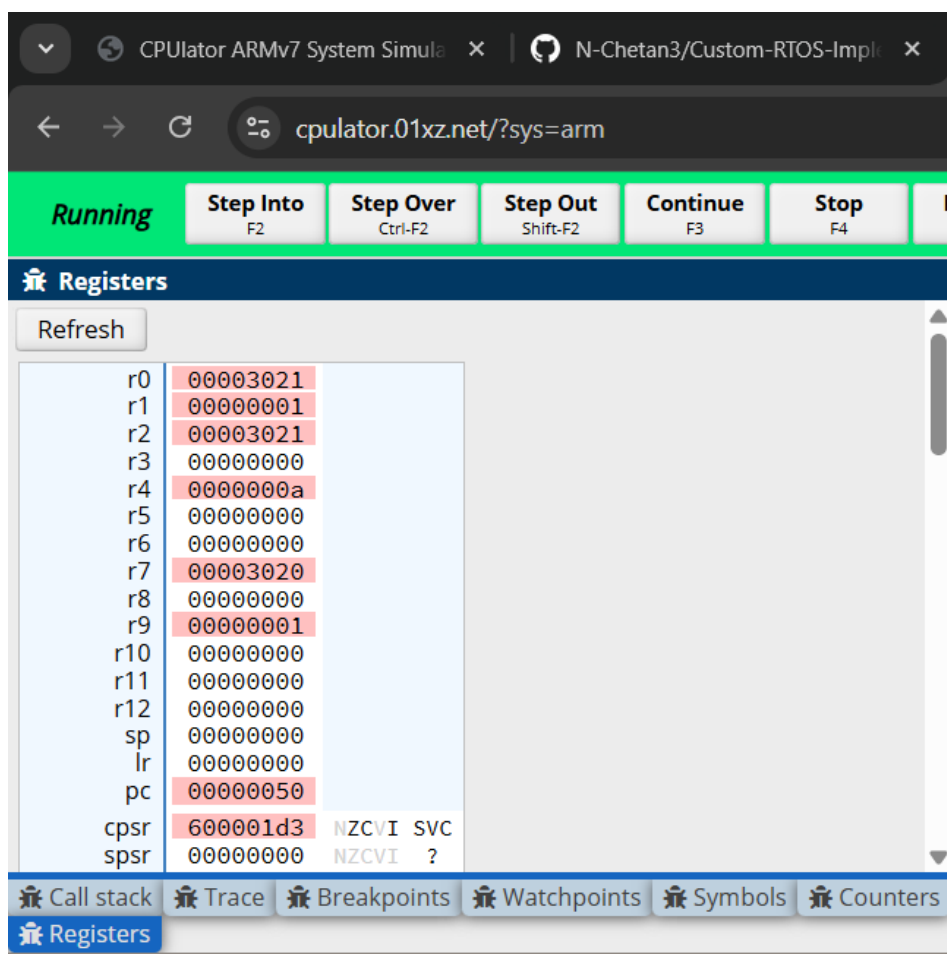 CPUlator ARMv7 System Simula
N-Chetan3/Custom-RTOS-Imple
cpulator.01xz.net/?sys=arm
Running Step Into Step Over Step Out Continue Stop
F2 Ctrl-F2 Shift-F2 F3 F4
Registers
Refresh
r0 00003021
r1 00000001
r2 00003021
r3 00000000
r4 0000000a
r5 00000000
r6 00000000
r7 00003020
r8 00000000
r9 00000001
r10 00000000
r11 00000000
r12 00000000
sp 00000000
lr 00000000
pc 00000050
cpsr 600001d3 NZCVI SVC
spsr 00000000 NZCVI ?
Call stack Trace Breakpoints Watchpoints Symbols Counters
Registers